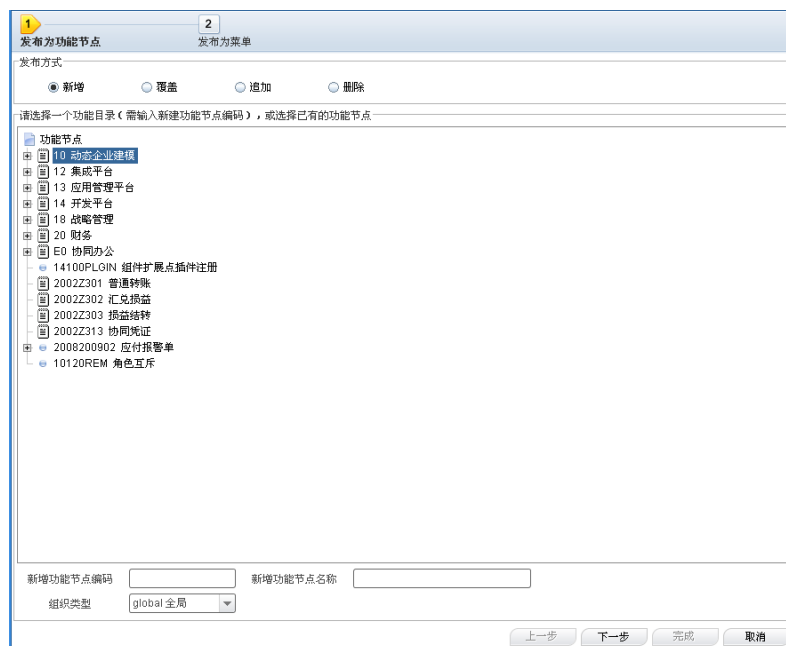 1 2
发布为功能节点 发布为菜单
发布方式
新增 覆盖 追加 删除
请选择一个功能目录(需输入新建功能节点编码),或选择已有的功能节点
功能节点
10 动态企业建模
12 集成平台
13 应用管理平台
14 开发平台
18 战略管理
20 财务
E0 协同办公
14100PLGIN 组件扩展点插件注册
2002Z301 普通转账
2002Z302 汇兑损益
2002Z303 损益结转
2002Z313 协同凭证
2008200902 应付报警单
10120REM 角色互斥
新增功能节点编码 新增功能节点名称
组织类型 global 全局
上一步 下一步 完成 取消